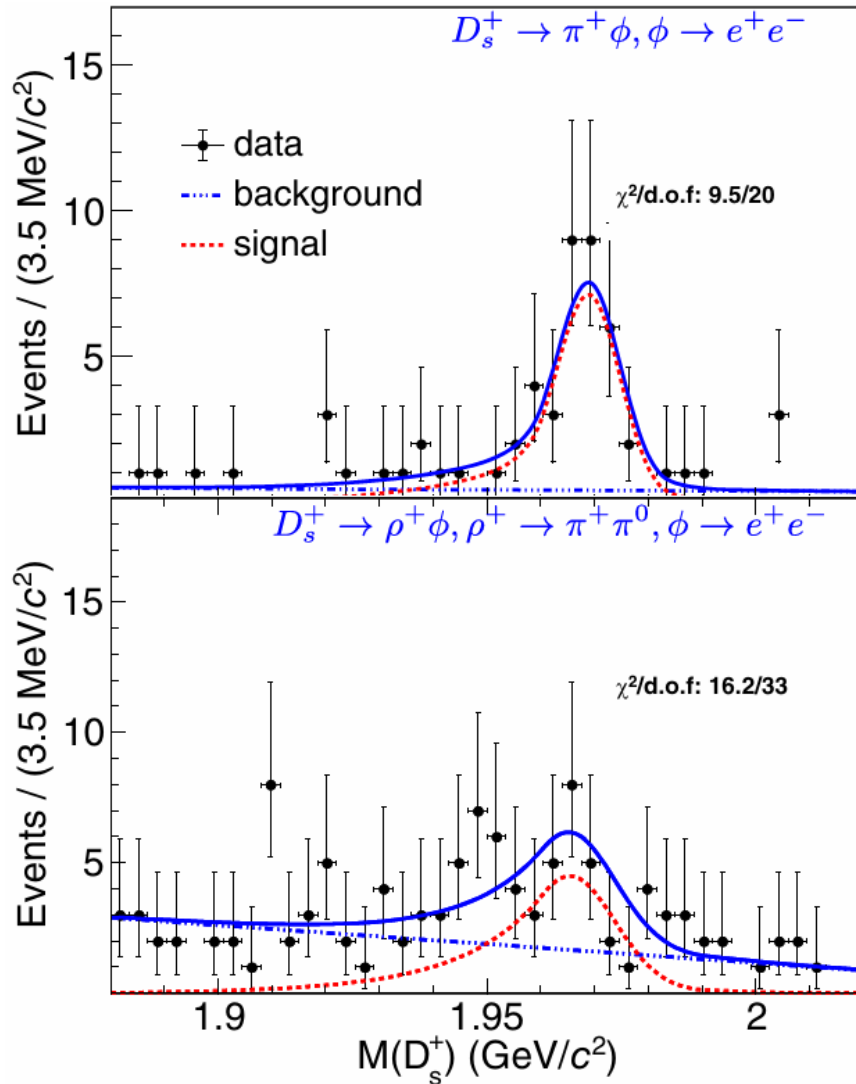 D_s^+ → π^+ φ, φ → e^+ e^-
15
10
5
Events / (3.5 MeV/c²)
data
background
signal
χ²/d.o.f: 9.5/20
D_s^+ → ρ^+ φ, ρ^+ → π^+ π^0, φ → e^+ e^-
15
10
5
Events / (3.5 MeV/c²)
χ²/d.o.f: 16.2/33
1.9
1.95
2
M(D_s^+) (GeV/c²)